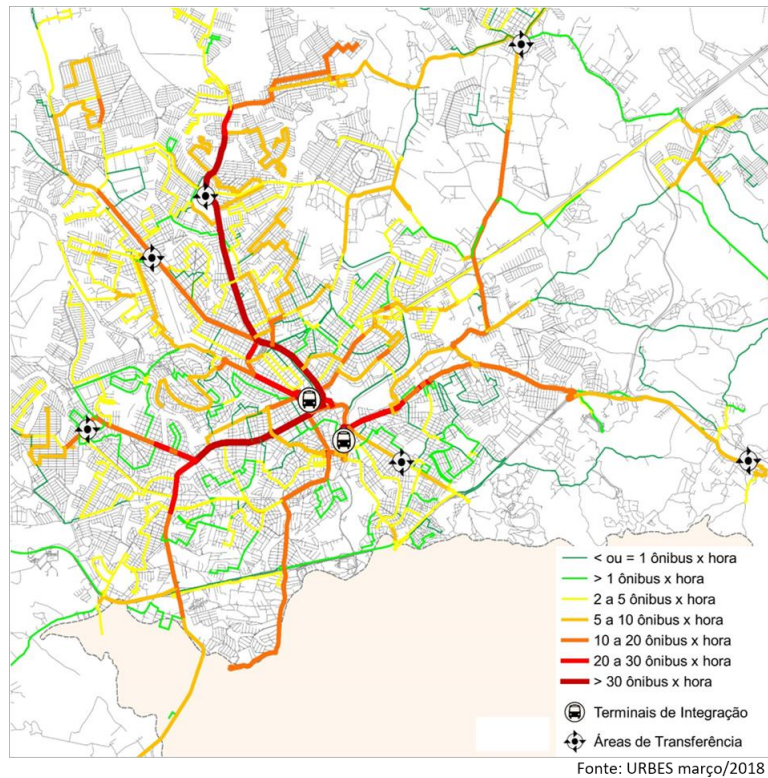 < ou = 1 ônibus x hora
> 1 ônibus x hora
2 a 5 ônibus x hora
5 a 10 ônibus x hora
10 a 20 ônibus x hora
20 a 30 ônibus x hora
> 30 ônibus x hora
Terminais de Integração
Áreas de Transferência
Fonte: URBES março/2018